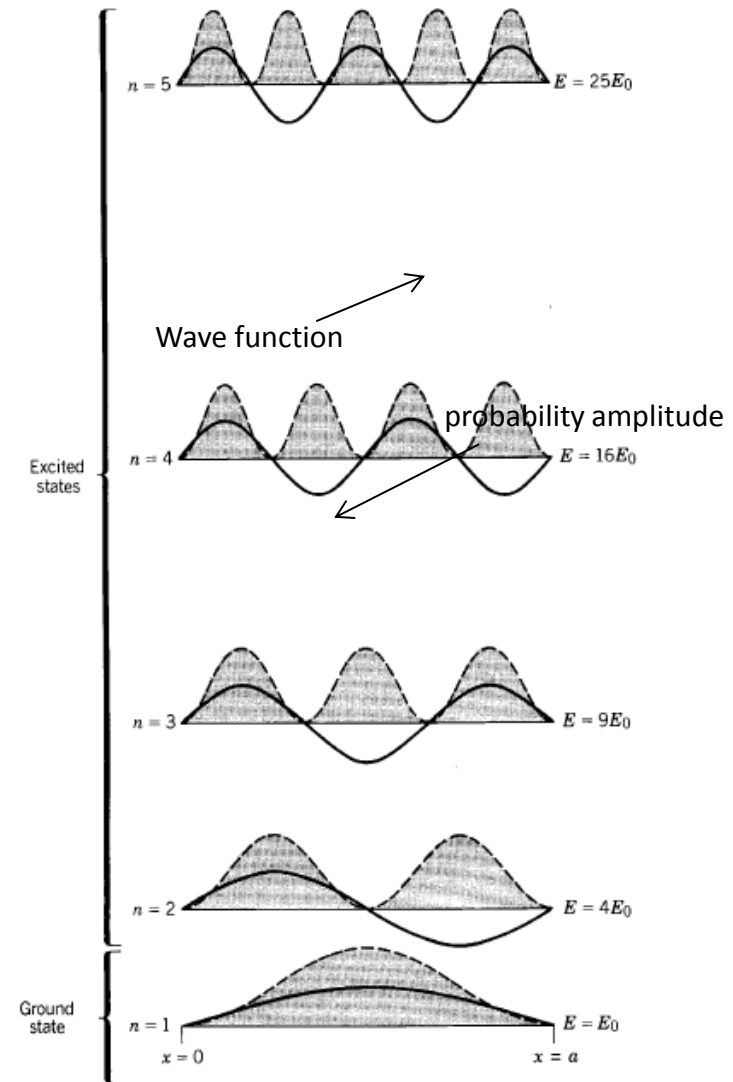 n = 5
E = 25E₀
Wave function
probability amplitude
n = 4
E = 16E₀
Excited
states
n = 3
E = 9E₀
n = 2
E = 4E₀
Ground
state
n = 1
E = E₀
x = 0
x = a